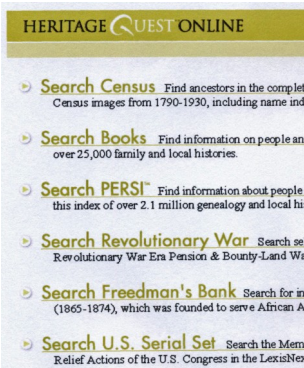 HERITAGE QUEST ONLINE
Search Census Find ancestors in the complet
Census images from 1790-1930, including name ind
Search Books Find information on people an
over 25,000 family and local histories.
Search PERSI™ Find information about people
this index of over 2.1 million genealogy and local hi
Search Revolutionary War Search se
Revolutionary War Era Pension & Bounty-Land Wa
Search Freedman's Bank Search for in
(1865-1874), which was founded to serve African A
Search U.S. Serial Set Search the Mem
Relief Actions of the U.S. Congress in the LexisNex